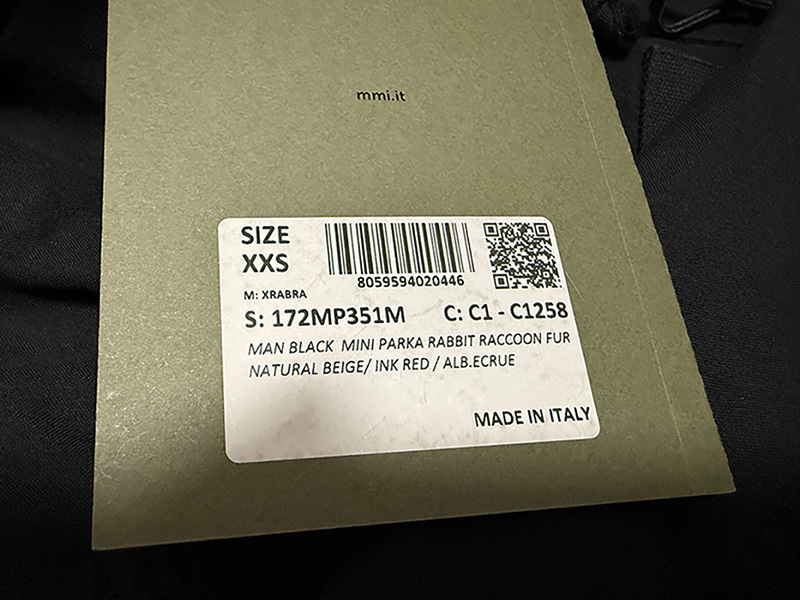 mmi.it
SIZE
XXS
8059594020446
M: XRABRA
S: 172MP351M C: C1 - C1258
MAN BLACK MINI PARKA RABBIT RACCOON FUR
NATURAL BEIGE/ INK RED / ALB.ECRUE
MADE IN ITALY